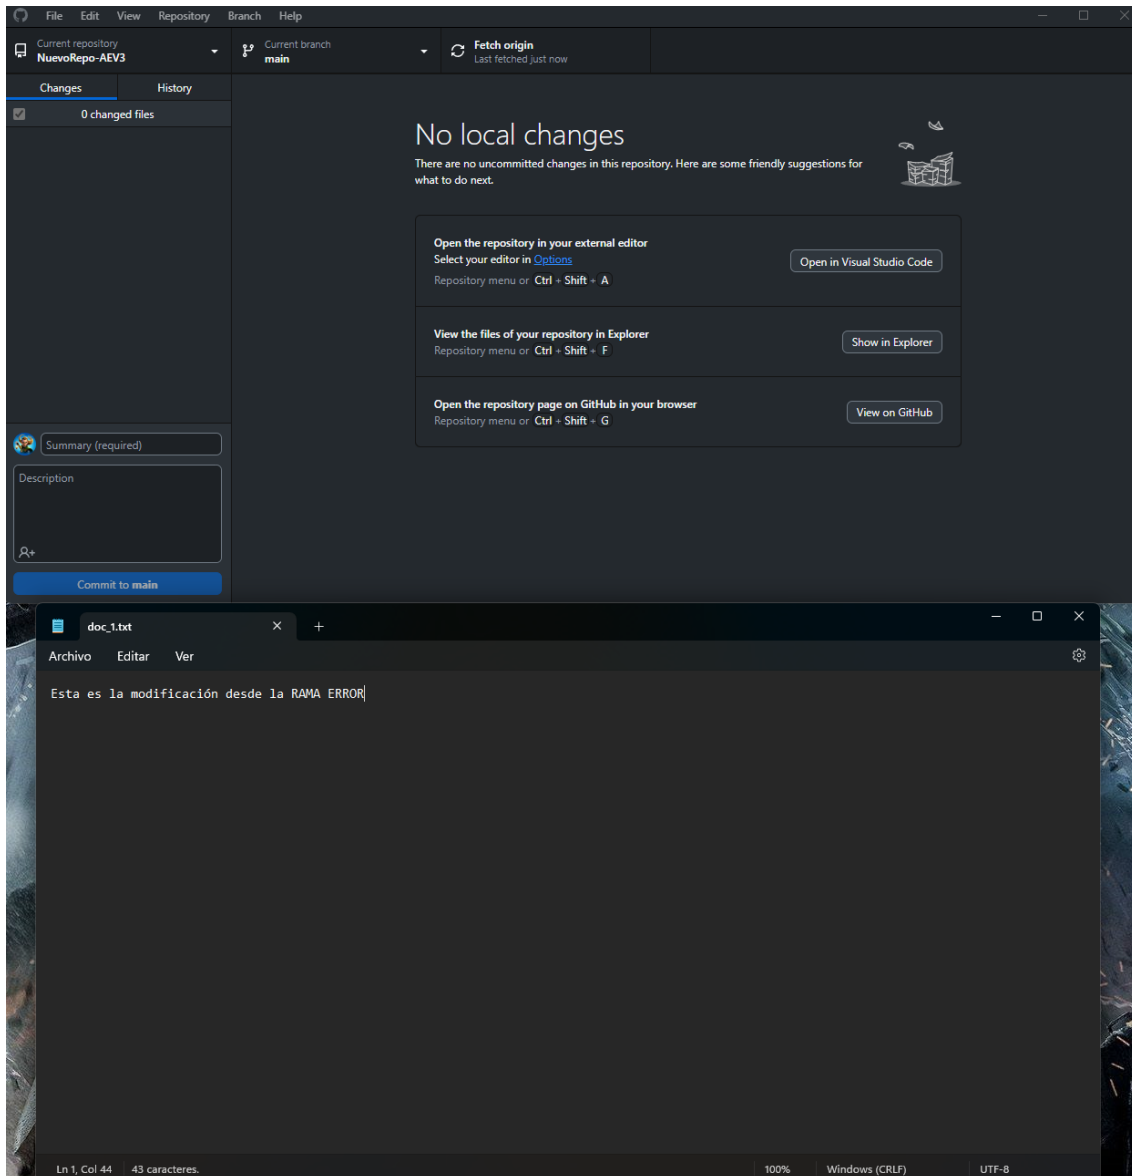 File Edit View Repository Branch Help
Current repository
NuevoRepo-AEV3
Current branch
main
Fetch origin
Last fetched just now
Changes History
0 changed files
No local changes
There are no uncommitted changes in this repository. Here are some friendly suggestions for
what to do next.
Open the repository in your external editor
Select your editor in Options
Repository menu or Ctrl + Shift + A
Open in Visual Studio Code
View the files of your repository in Explorer
Repository menu or Ctrl + Shift + F
Show in Explorer
Open the repository page on GitHub in your browser
Repository menu or Ctrl + Shift + G
View on GitHub
Summary (required)
Description
Commit to main
doc_1.txt
Archivo Editar Ver
Esta es la modificación desde la RAMA ERROR
Ln 1, Col 44 43 caracteres. 100% Windows (CRLF) UTF-8